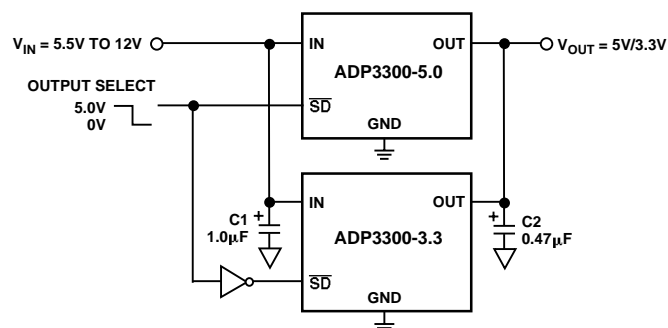 V_IN = 5.5V TO 12V
IN
OUT
V_OUT = 5V/3.3V
ADP3300-5.0
OUTPUT SELECT
5.0V
0V
SD
GND
IN
OUT
C1
1.0μF
+
ADP3300-3.3
+
C2
0.47μF
SD
GND